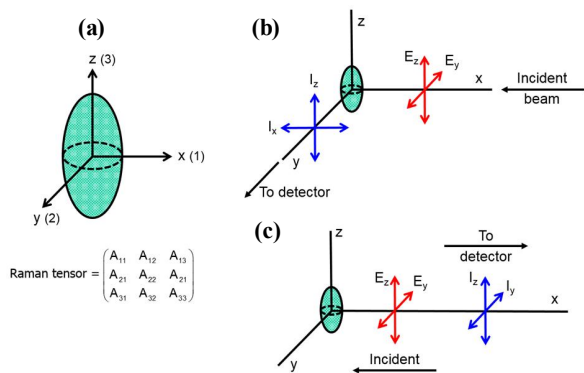 (a)
z (3)
x (1)
y (2)
Raman tensor = ( A11 A12 A13
A21 A22 A21
A31 A32 A33 )
(b)
z
Ez
Ey
x
Incident
beam
Iz
Ix
y
To detector
(c)
z
To
detector
Ez
Ey
Iz
Iy
x
y
Incident